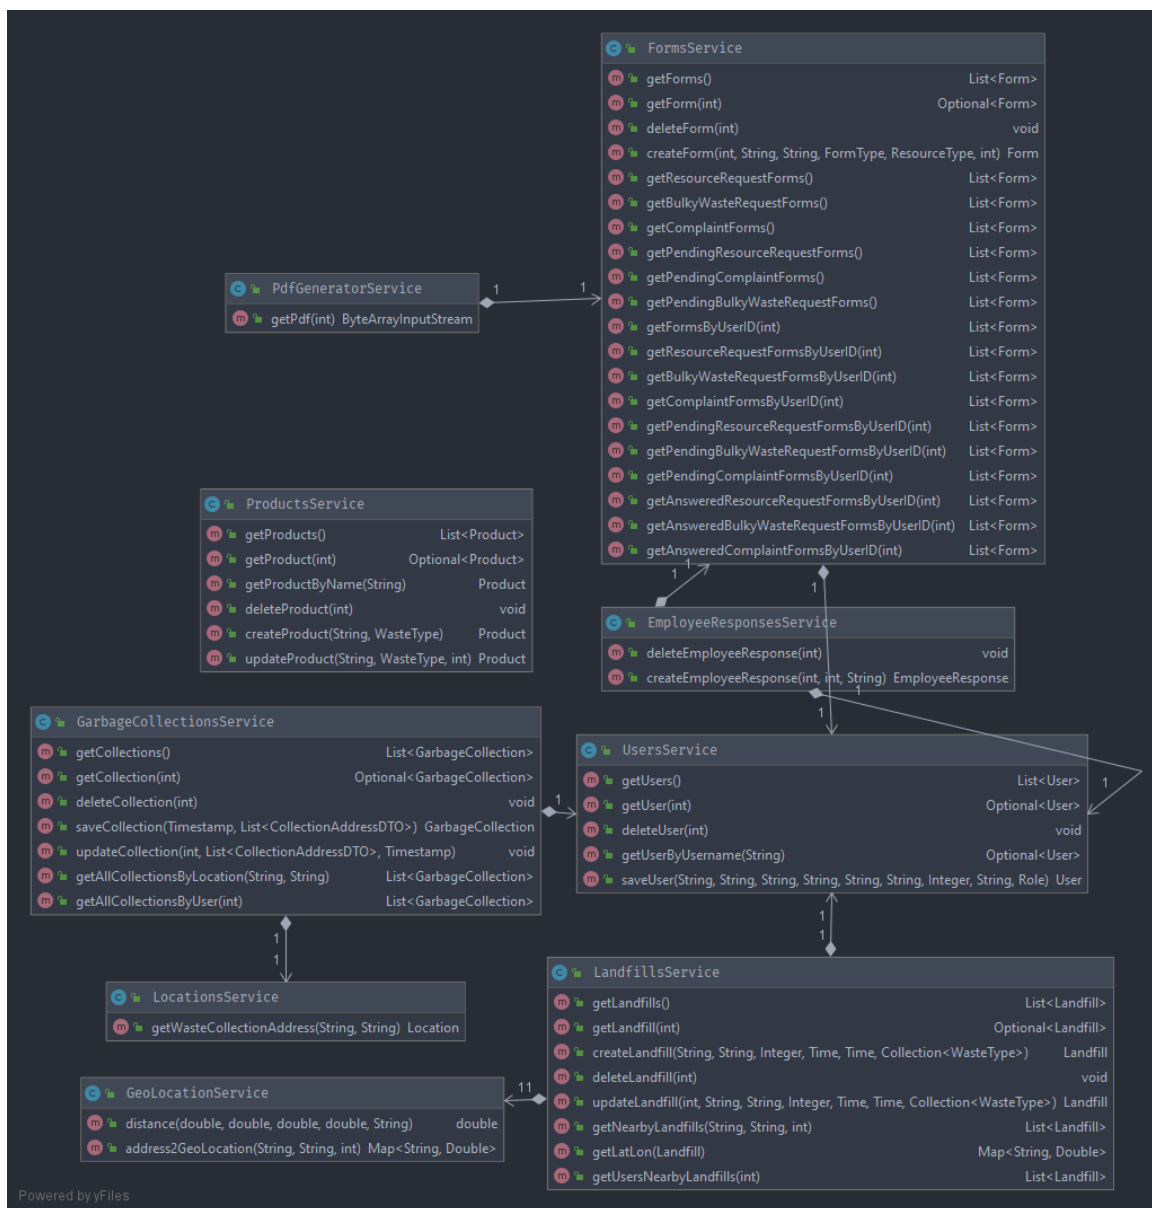 FormsService
getForms() List<Form>
getForm(int) Optional<Form>
deleteForm(int) void
createForm(int, String, String, FormType, ResourceType, int) Form
getResourceRequestForms() List<Form>
getBulkyWasteRequestForms() List<Form>
getComplaintForms() List<Form>
getPendingResourceRequestForms() List<Form>
getPendingComplaintForms() List<Form>
getPendingBulkyWasteRequestForms() List<Form>
getFormsByUserID(int) List<Form>
getResourceRequestFormsByUserID(int) List<Form>
getBulkyWasteRequestFormsByUserID(int) List<Form>
getComplaintFormsByUserID(int) List<Form>
getPendingResourceRequestFormsByUserID(int) List<Form>
getPendingBulkyWasteRequestFormsByUserID(int) List<Form>
getPendingComplaintFormsByUserID(int) List<Form>
getAnsweredResourceRequestFormsByUserID(int) List<Form>
getAnsweredBulkyWasteRequestFormsByUserID(int) List<Form>
getAnsweredComplaintFormsByUserID(int) List<Form>
PdfGeneratorService
getPdf(int) ByteArrayInputStream
1 1
ProductsService
getProducts() List<Product>
getProduct(int) Optional<Product>
getProductByName(String) Product
deleteProduct(int) void
createProduct(String, WasteType) Product
updateProduct(String, WasteType, int) Product
1
1
1
EmployeeResponsesService
deleteEmployeeResponse(int) void
createEmployeeResponse(int, int, String) EmployeeResponse
1
1
1
GarbageCollectionsService
getCollections() List<GarbageCollection>
getCollection(int) Optional<GarbageCollection>
deleteCollection(int) void
saveCollection(Timestamp, List<CollectionAddressDTO>) GarbageCollection
updateCollection(int, List<CollectionAddressDTO>, Timestamp) void
getAllCollectionsByLocation(String, String) List<GarbageCollection>
getAllCollectionsByUser(int) List<GarbageCollection>
1
UsersService
getUsers() List<User>
getUser(int) Optional<User>
deleteUser(int) void
getUserByUsername(String) Optional<User>
saveUser(String, String, String, String, String, String, Integer, String, Role) User
1
1
1
1
LocationsService
getWasteCollectionAddress(String, String) Location
LandfillsService
getLandfills() List<Landfill>
getLandfill(int) Optional<Landfill>
createLandfill(String, String, Integer, Time, Time, Collection<WasteType>) Landfill
deleteLandfill(int) void
updateLandfill(int, String, String, Integer, Time, Time, Collection<WasteType>) Landfill
getNearbyLandfills(String, String, int) List<Landfill>
getLatLon(Landfill) Map<String, Double>
getUsersNearbyLandfills(int) List<Landfill>
GeoLocationService
distance(double, double, double, double, String) double
address2GeoLocation(String, String, int) Map<String, Double>
11
Powered by yFiles